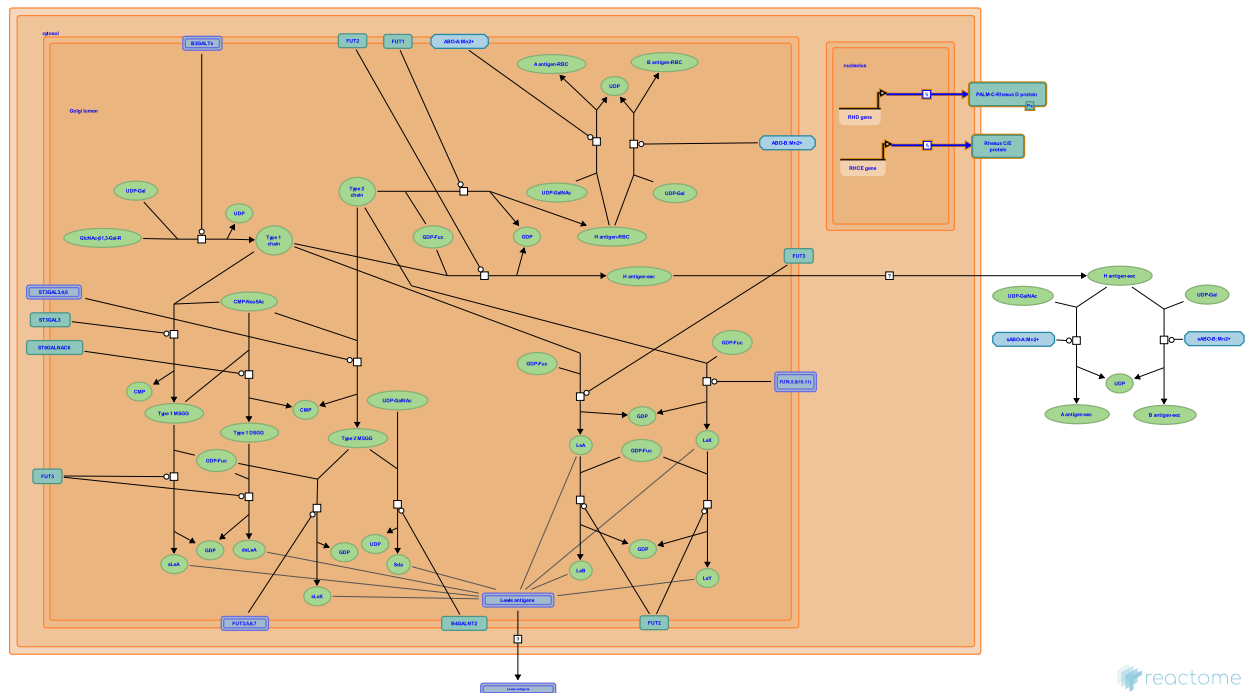 cytosol
B3GALTs
FUT2
FUT1
ABO-A:Mn2+
A antigen-RBC
B antigen-RBC
UDP
nucleolus
Golgi lumen
RHD gene
PALM-C-Rhesus D protein
ABO-B:Mn2+
Rhesus C/E
protein
RHCE gene
UDP-Gal
Type 2
chain
UDP-GalNAc
UDP-Gal
UDP
GlcNAc-β1,3-Gal-R
Type 1
chain
GDP-Fuc
GDP
H antigen-RBC
FUT3
H antigen-sec
?
H antigen-sec
ST3GAL3,4,6
CMP-Neu5Ac
UDP-GalNAc
UDP-Gal
ST3GAL3
ST6GALNAC6
sABO-A:Mn2+
sABO-B:Mn2+
GDP-Fuc
GDP-Fuc
CMP
UDP
Type 1 MSGG
CMP
UDP-GalNAc
GDP
A antigen-sec
B antigen-sec
Type 1 DSGG
Type 2 MSGG
LeA
LeX
GDP-Fuc
GDP-Fuc
FUT3
GDP
GDP
UDP
GDP
dsLeA
sLeA
Sda
LeB
LeY
sLeX
Lewis antigens
FUT3,5,6,7
B4GALNT2
FUT2
?
Lewis antigens
reactome